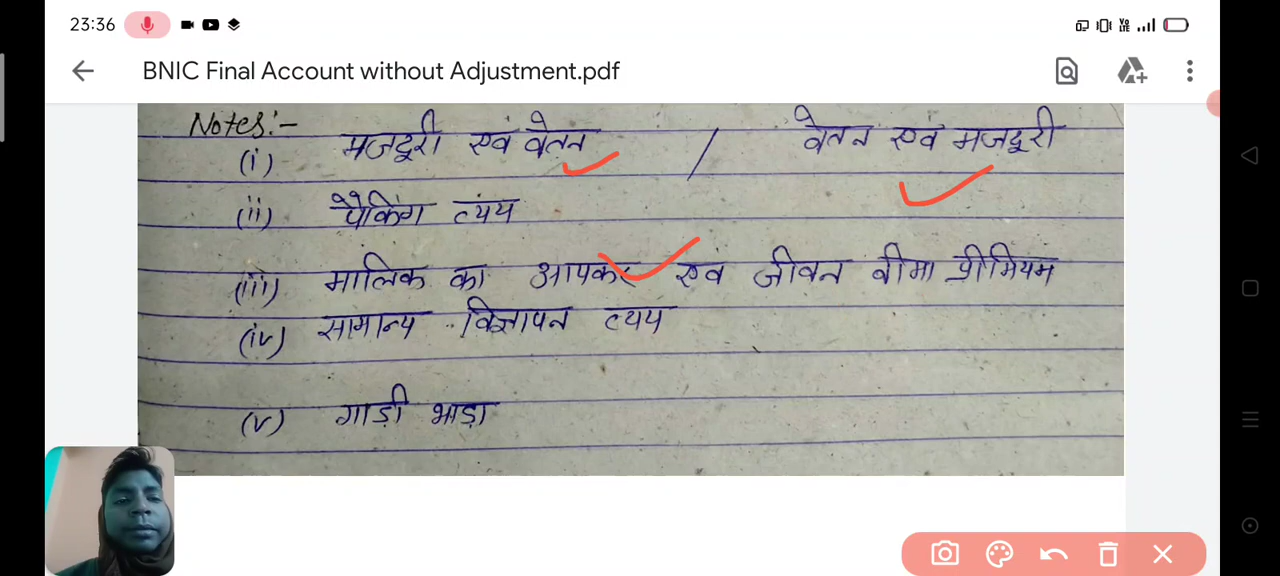 23:36
BNIC Final Account without Adjustment.pdf
Notes:-
(i) मजदूरी एवं वेतन / वेतन एवं मजदूरी
(ii) पैकिंग व्यय
(iii) मालिक का आयकर एवं जीवन बीमा प्रीमियम
(iv) सामान्य विज्ञापन व्यय
(v) गाड़ी भाड़ा